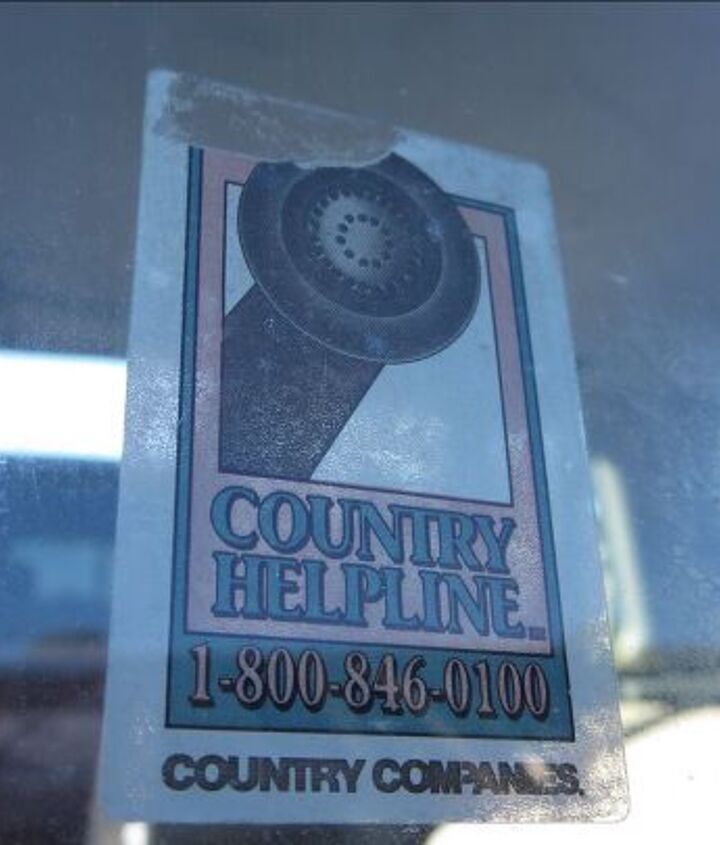 COUNTRY
HELPLINE
1-800-846-0100
COUNTRY COMPANIES.